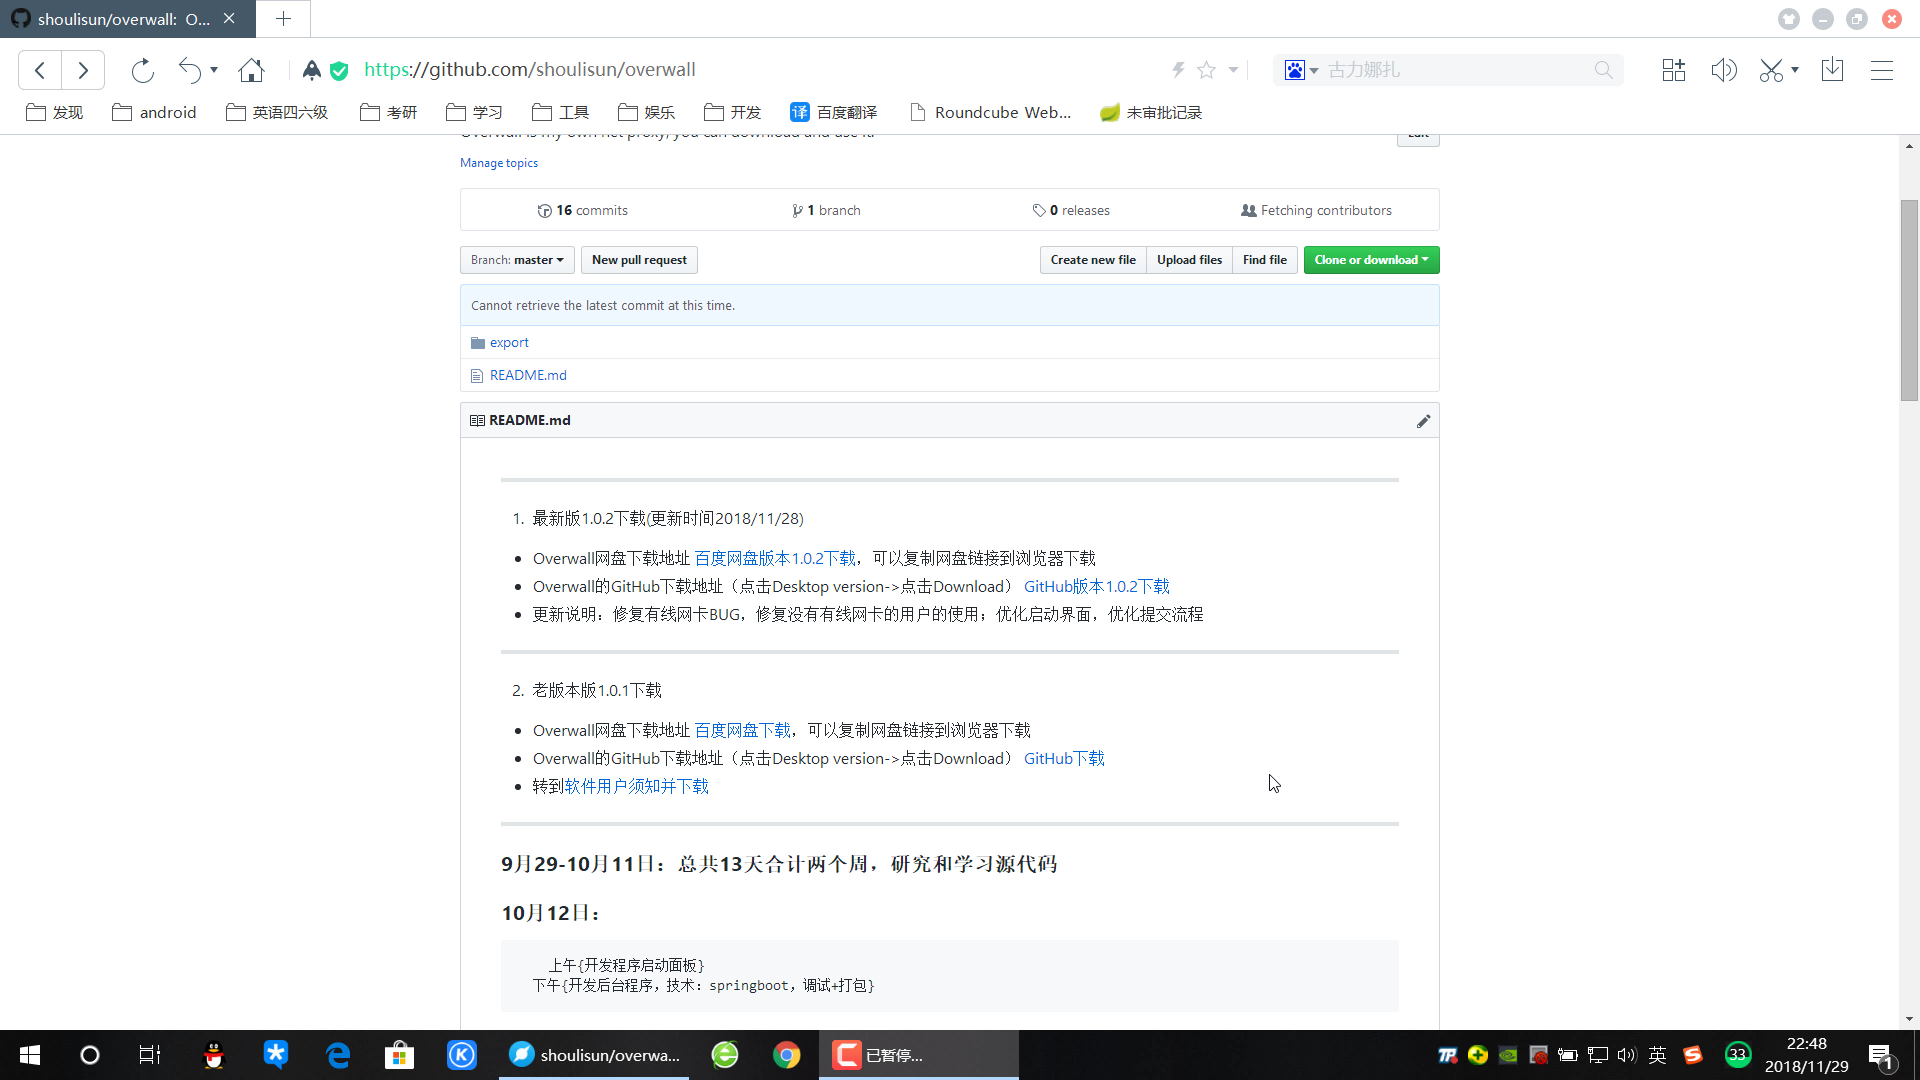 shoulisun/overwall: O...
https://github.com/shoulisun/overwall
古力娜扎
发现
android
英语四六级
考研
学习
工具
娱乐
开发
译 百度翻译
Roundcube Web...
未审批记录
Overwall is my own net proxy, you can download and use it.
Edit
Manage topics
16 commits
1 branch
0 releases
Fetching contributors
Branch: master
New pull request
Create new file
Upload files
Find file
Clone or download
Cannot retrieve the latest commit at this time.
export
README.md
README.md
1. 最新版1.0.2下载(更新时间2018/11/28)
Overwall网盘下载地址 百度网盘版本1.0.2下载，可以复制网盘链接到浏览器下载
Overwall的GitHub下载地址（点击Desktop version->点击Download） GitHub版本1.0.2下载
更新说明：修复有线网卡BUG，修复没有有线网卡的用户的使用；优化启动界面，优化提交流程
2. 老版本版1.0.1下载
Overwall网盘下载地址 百度网盘下载，可以复制网盘链接到浏览器下载
Overwall的GitHub下载地址（点击Desktop version->点击Download） GitHub下载
转到软件用户须知并下载
9月29-10月11日：总共13天合计两个周，研究和学习源代码
10月12日：
上午{开发程序启动面板}
下午{开发后台程序，技术：springboot，调试+打包}
shoulisun/overwa...
已暂停...
英
33
22:48
2018/11/29
1